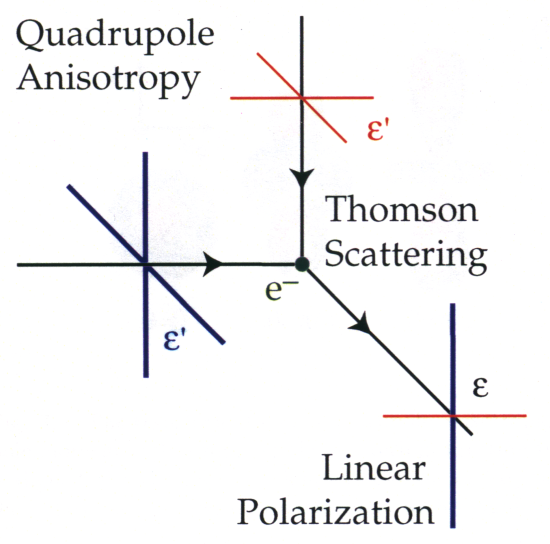 Quadrupole
Anisotropy
ε'
Thomson
Scattering
e–
ε'
ε
Linear
Polarization